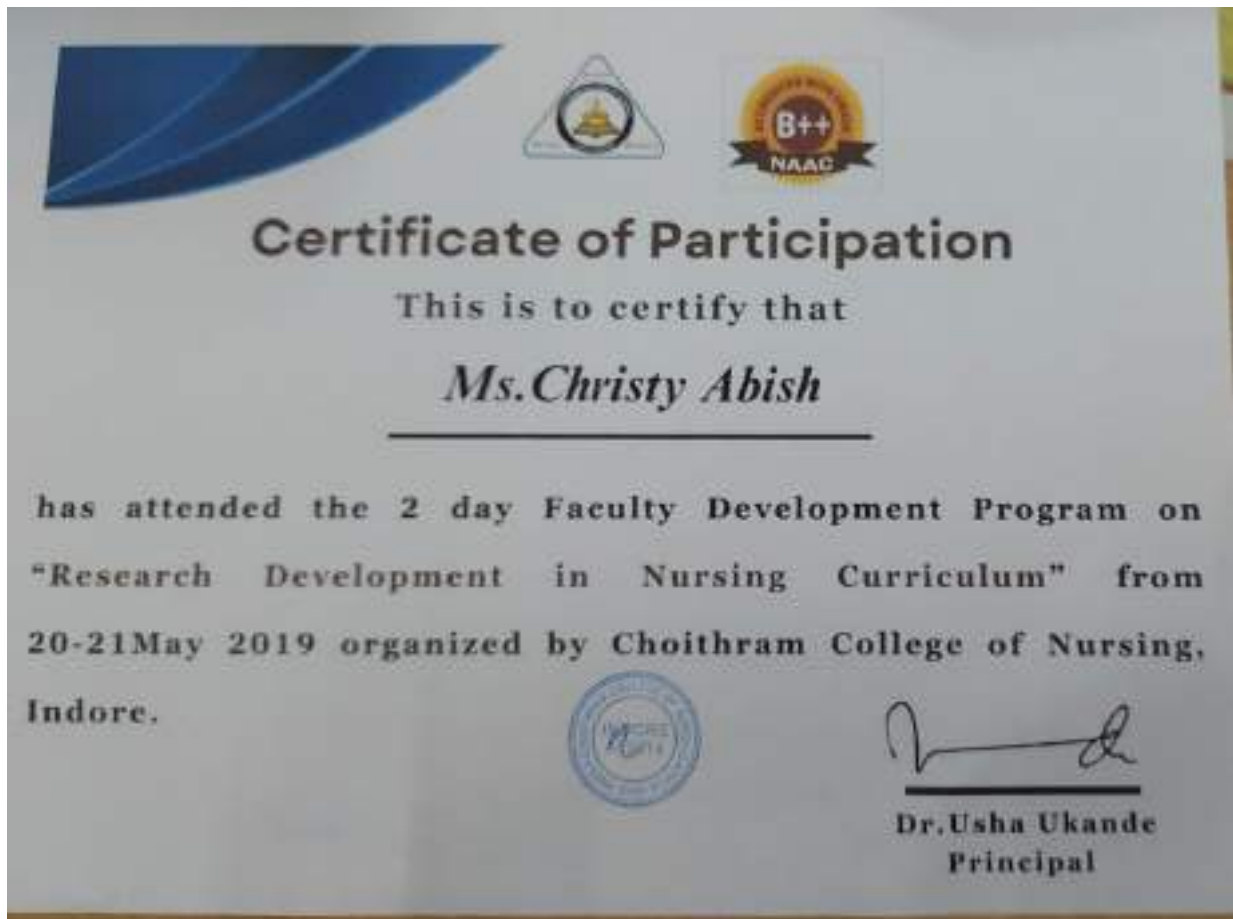 B++
NAAC
Certificate of Participation
This is to certify that
Ms.Christy Abish
has attended the 2 day Faculty Development Program on
“Research Development in Nursing Curriculum” from
20-21May 2019 organized by Choithram College of Nursing,
Indore.
Dr.Usha Ukande
Principal